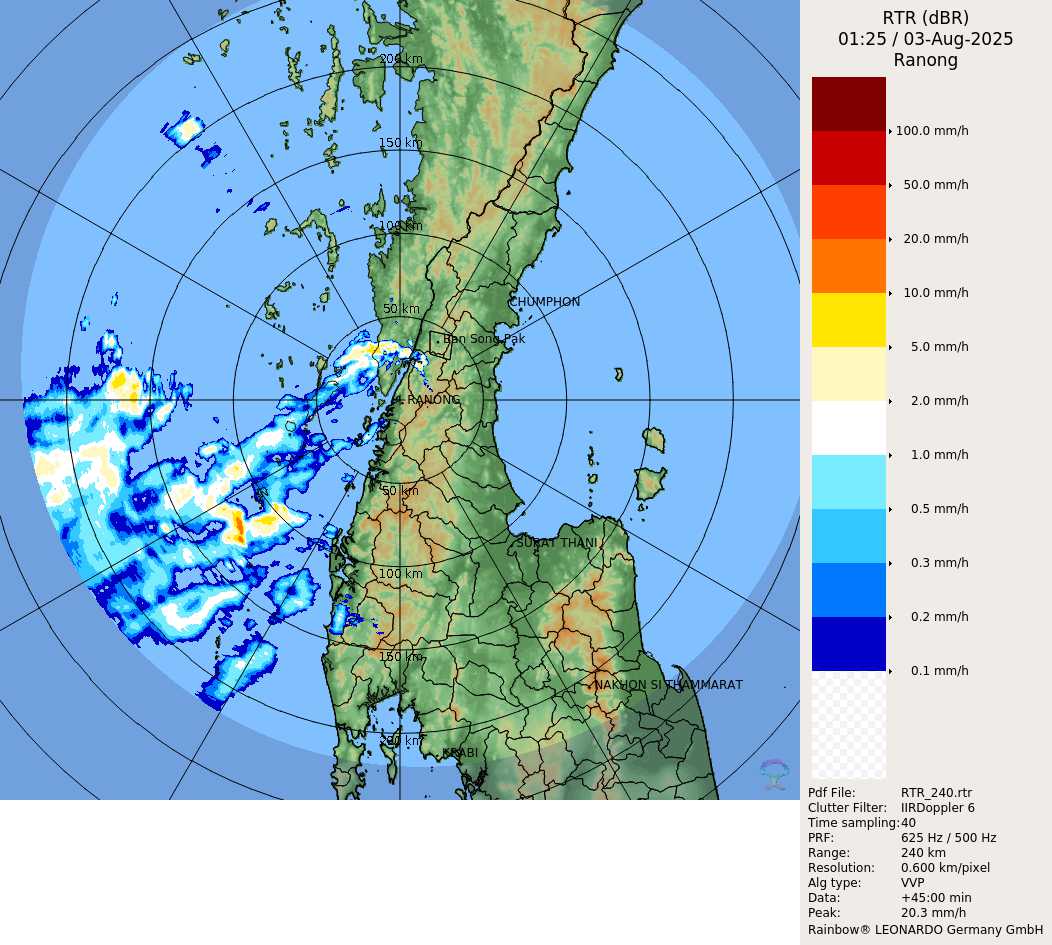 RTR (dBR)
01:25 / 03-Aug-2025
Ranong
200 km
150 km
100 km
50 km
CHUMPHON
Ban Song Pak
RANONG
50 km
SURAT THANI
100 km
150 km
NAKHON SI THAMMARAT
200 km
KRABI
100.0 mm/h
50.0 mm/h
20.0 mm/h
10.0 mm/h
5.0 mm/h
2.0 mm/h
1.0 mm/h
0.5 mm/h
0.3 mm/h
0.2 mm/h
0.1 mm/h
Pdf File: RTR_240.rtr
Clutter Filter: IIRDoppler 6
Time sampling: 40
PRF: 625 Hz / 500 Hz
Range: 240 km
Resolution: 0.600 km/pixel
Alg type: VVP
Data: +45:00 min
Peak: 20.3 mm/h
Rainbow® LEONARDO Germany GmbH